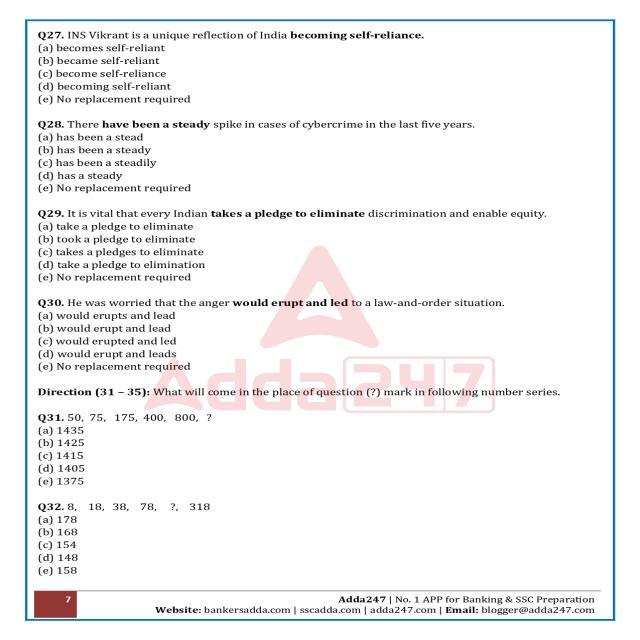 Q27. INS Vikrant is a unique reflection of India becoming self-reliance.
(a) becomes self-reliant
(b) became self-reliant
(c) become self-reliance
(d) becoming self-reliant
(e) No replacement required
Q28. There have been a steady spike in cases of cybercrime in the last five years.
(a) has been a stead
(b) has been a steady
(c) has been a steadily
(d) has a steady
(e) No replacement required
Q29. It is vital that every Indian takes a pledge to eliminate discrimination and enable equity.
(a) take a pledge to eliminate
(b) took a pledge to eliminate
(c) takes a pledges to eliminate
(d) take a pledge to elimination
(e) No replacement required
Q30. He was worried that the anger would erupt and led to a law-and-order situation.
(a) would erupts and lead
(b) would erupt and lead
(c) would erupted and led
(d) would erupt and leads
(e) No replacement required
Adda247
Direction (31 – 35): What will come in the place of question (?) mark in following number series.
Q31. 50, 75, 175, 400, 800, ?
(a) 1435
(b) 1425
(c) 1415
(d) 1405
(e) 1375
Q32. 8, 18, 38, 78, ?, 318
(a) 178
(b) 168
(c) 154
(d) 148
(e) 158
7
Adda247 | No. 1 APP for Banking & SSC Preparation
Website: bankersadda.com | sscadda.com | adda247.com | Email: blogger@adda247.com